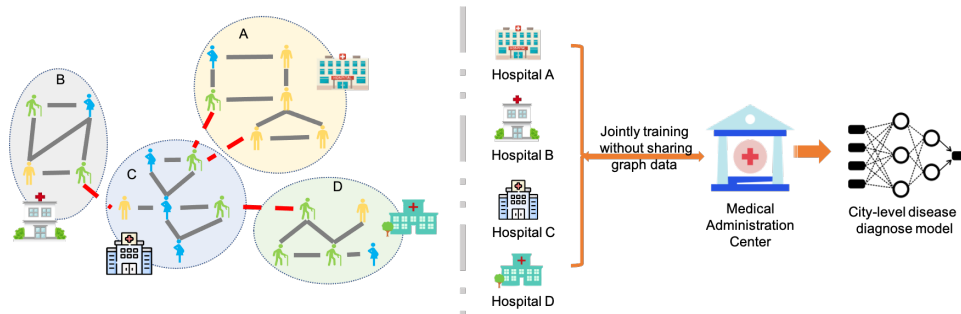 A
B
C
D
Hospital A
Hospital B
Hospital C
Hospital D
Jointly training
without sharing
graph data
Medical
Administration
Center
City-level disease
diagnose model